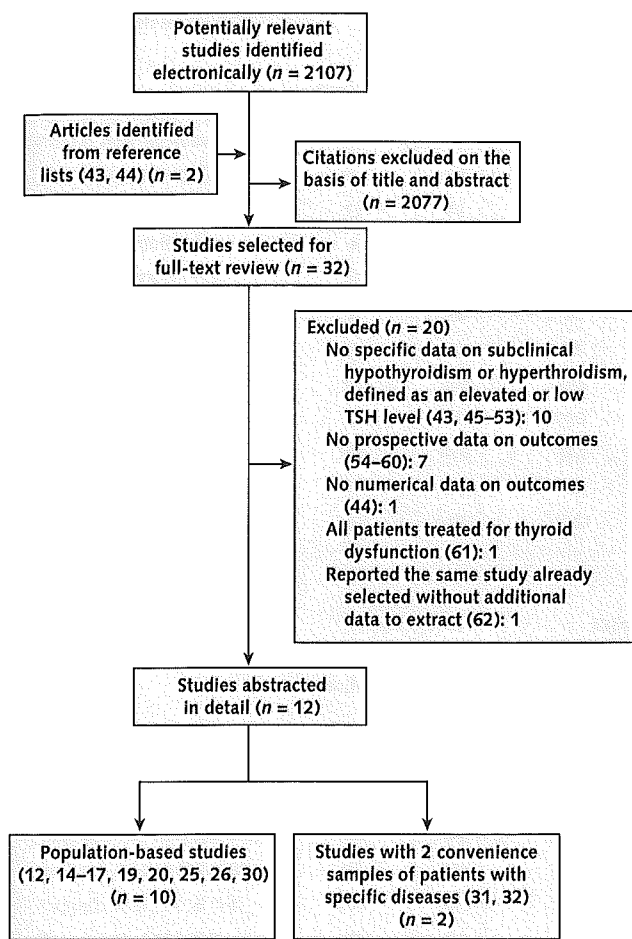 Potentially relevant
studies identified
electronically (n = 2107)
Articles identified
from reference
lists (43, 44) (n = 2)
Citations excluded on the
basis of title and abstract
(n = 2077)
Studies selected for
full-text review (n = 32)
Excluded (n = 20)
No specific data on subclinical
hypothyroidism or hyperthroidism,
defined as an elevated or low
TSH level (43, 45–53): 10
No prospective data on outcomes
(54–60): 7
No numerical data on outcomes
(44): 1
All patients treated for thyroid
dysfunction (61): 1
Reported the same study already
selected without additional
data to extract (62): 1
Studies abstracted
in detail (n = 12)
Population-based studies
(12, 14–17, 19, 20, 25, 26, 30)
(n = 10)
Studies with 2 convenience
samples of patients with
specific diseases (31, 32)
(n = 2)